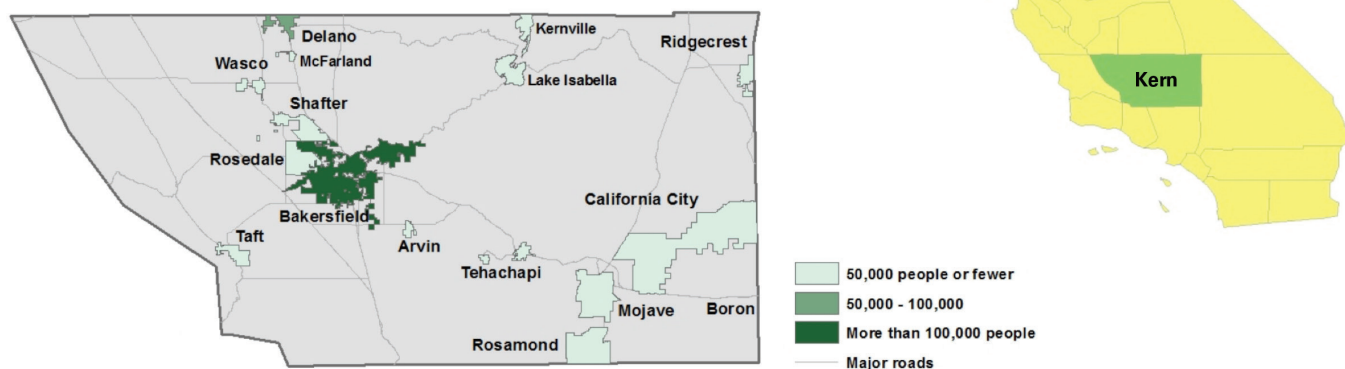 Delano
Kernville
McFarland
Ridgecrest
Wasco
Lake Isabella
Shafter
Rosedale
California City
Bakersfield
Taft
Arvin
Tehachapi
Mojave
Boron
Rosamond
Kern
50,000 people or fewer
50,000 - 100,000
More than 100,000 people
Major roads